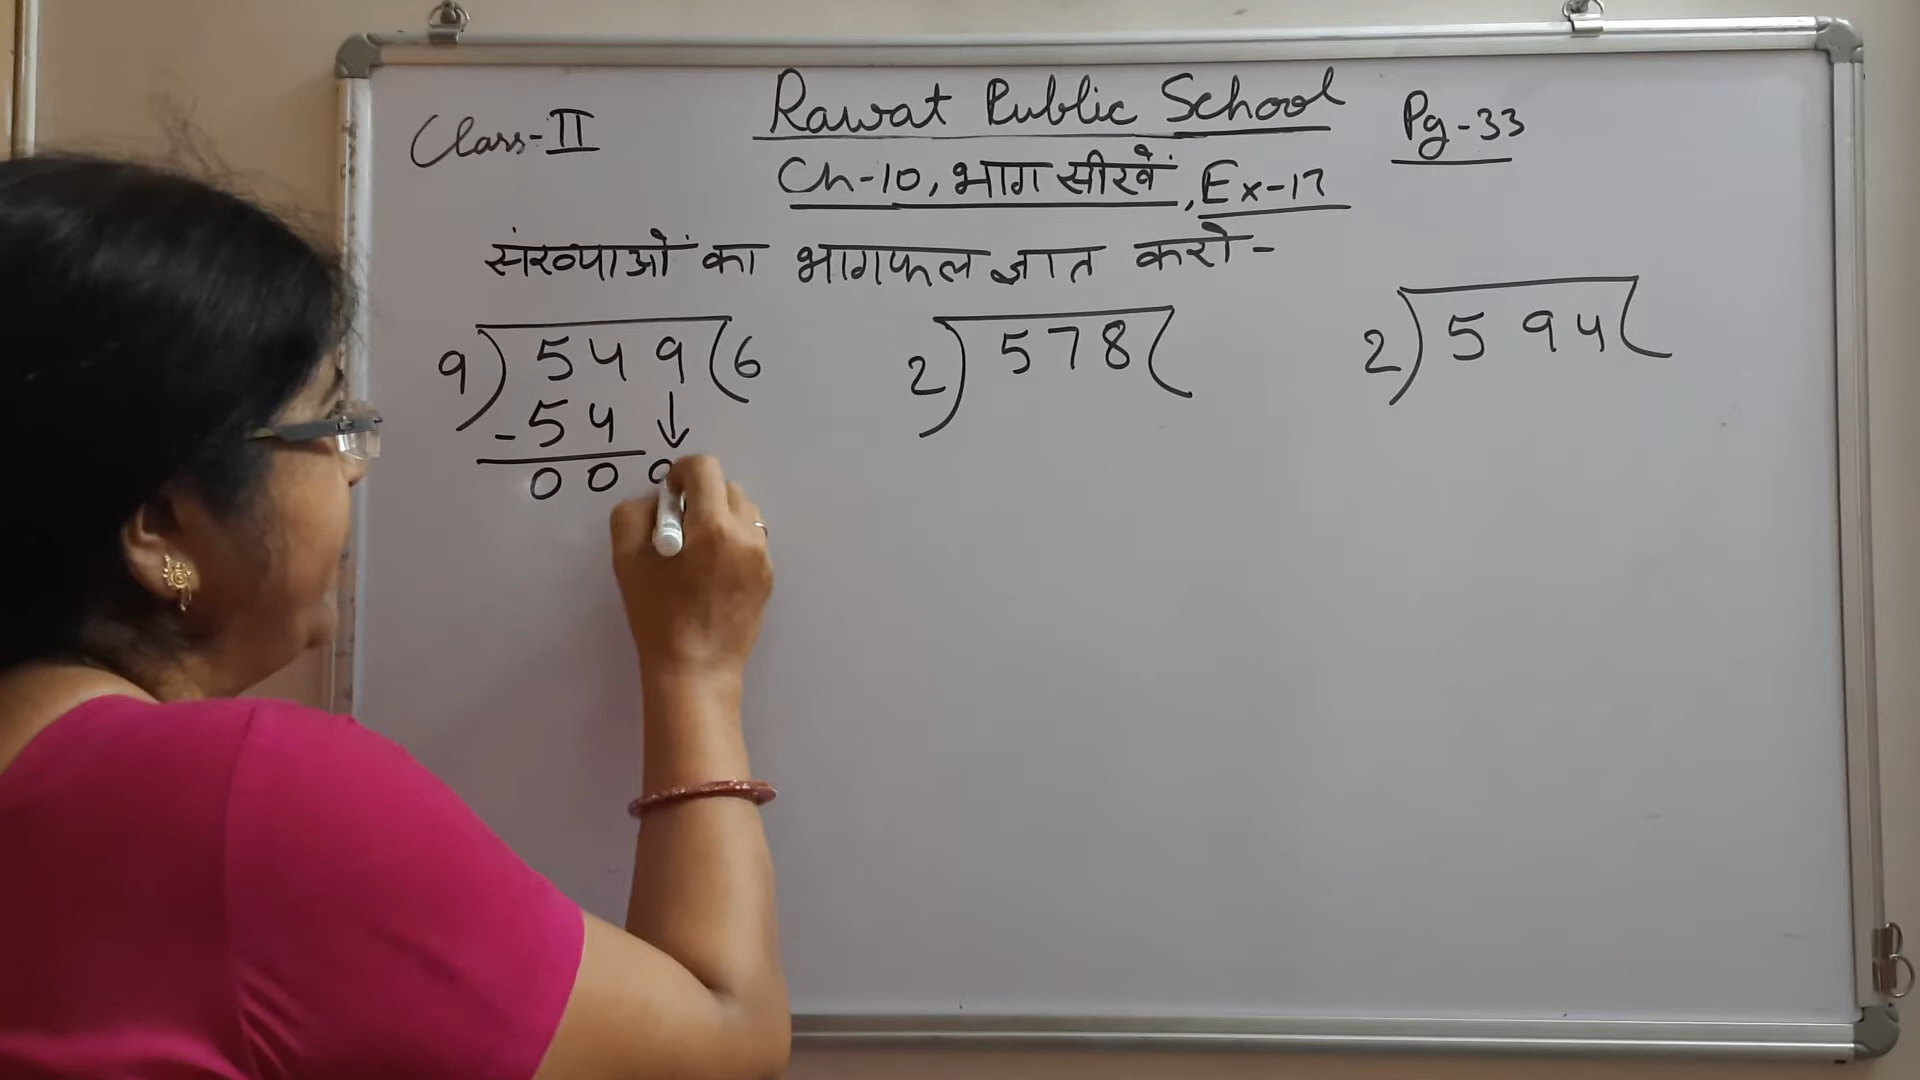 Rawat Public School
Class-II
Pg-33
Ch-10, भाग सीखें, Ex-17
संख्याओं का भागफल ज्ञात करो-
9) 549 (6
-54 ↓
009
2) 578 (
2) 594 (